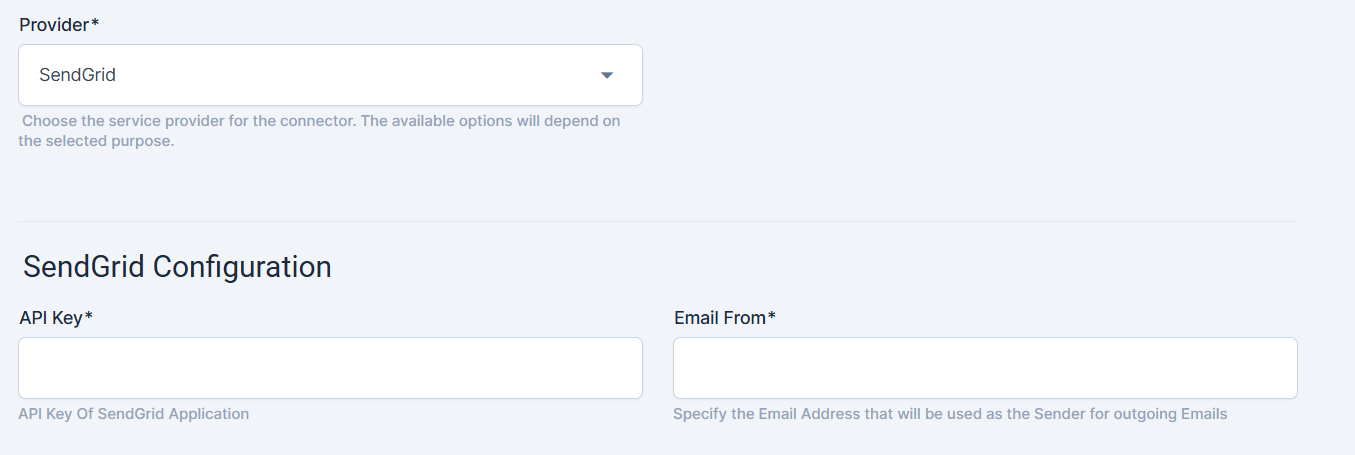 Provider*
SendGrid
Choose the service provider for the connector. The available options will depend on
the selected purpose.
SendGrid Configuration
API Key*
Email From*
API Key Of SendGrid Application
Specify the Email Address that will be used as the Sender for outgoing Emails